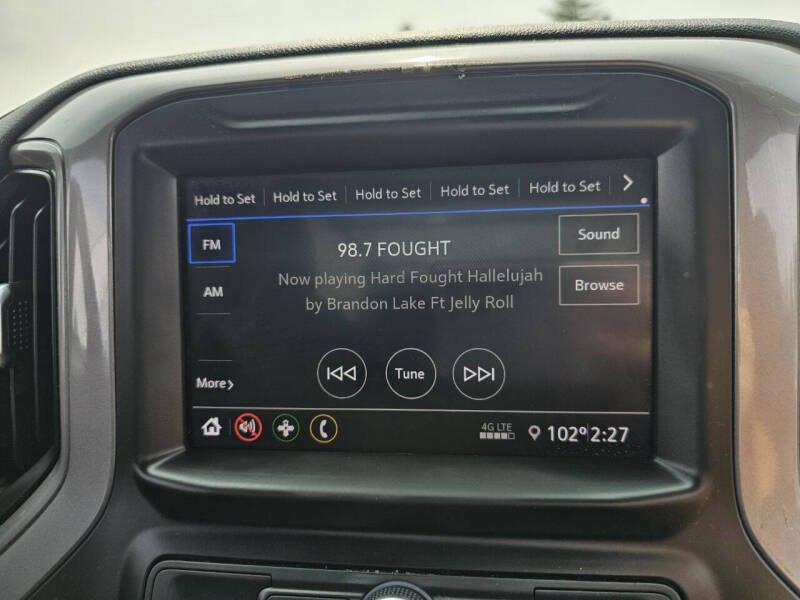 Hold to Set Hold to Set Hold to Set Hold to Set Hold to Set
FM
98.7 FOUGHT
Sound
Now playing Hard Fought Hallelujah
AM
Browse
by Brandon Lake Ft Jelly Roll
Tune
More
4G LTE
102° 2:27